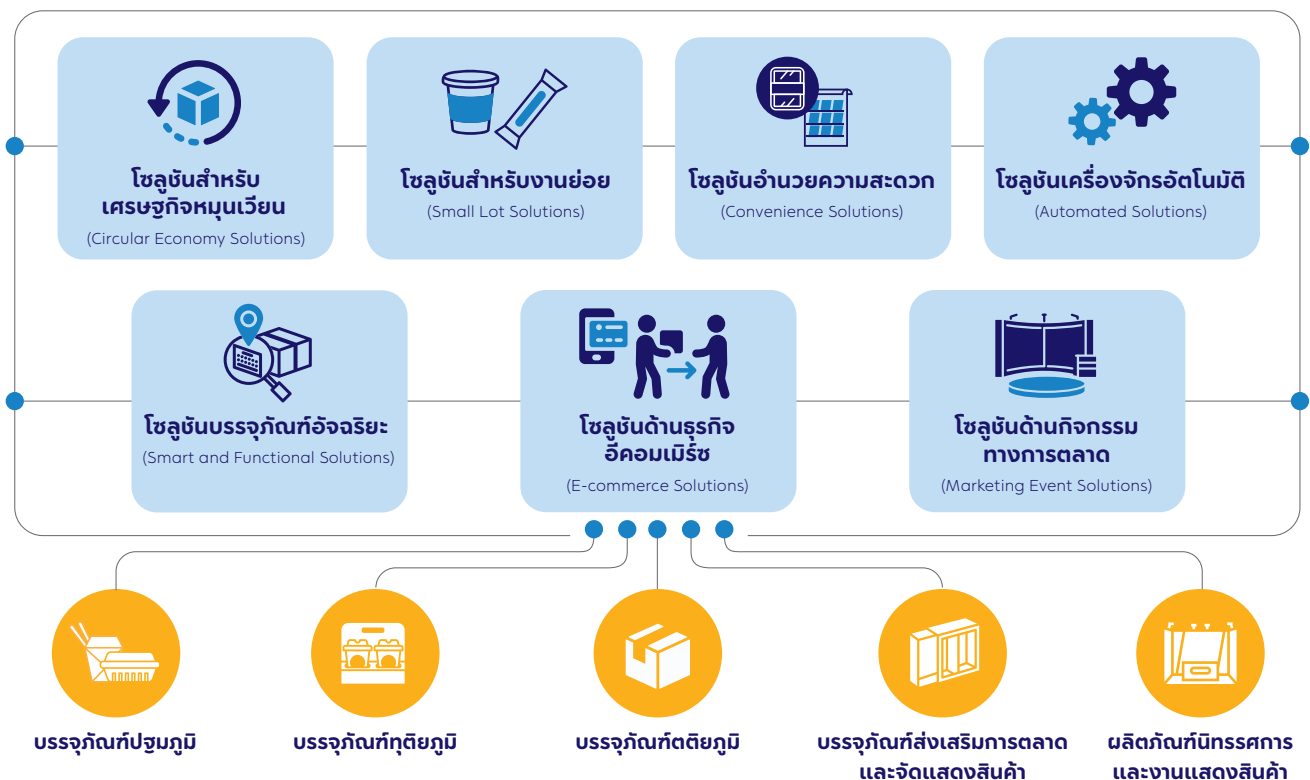 โซลูชันสำหรับ
เศรษฐกิจหมุนเวียน
(Circular Economy Solutions)
โซลูชันสำหรับงานย่อย
(Small Lot Solutions)
โซลูชันอำนวยความสะดวก
(Convenience Solutions)
โซลูชันเครื่องจักรอัตโนมัติ
(Automated Solutions)
โซลูชันบรรจุภัณฑ์อัจฉริยะ
(Smart and Functional Solutions)
โซลูชันด้านธุรกิจ
อีคอมเมิร์ซ
(E-commerce Solutions)
โซลูชันด้านกิจกรรม
ทางการตลาด
(Marketing Event Solutions)
บรรจุภัณฑ์ปฐมภูมิ
บรรจุภัณฑ์ทุติยภูมิ
บรรจุภัณฑ์ตติยภูมิ
บรรจุภัณฑ์ส่งเสริมการตลาด
และจัดแสดงสินค้า
ผลิตภัณฑ์นิทรรศการ
และงานแสดงสินค้า